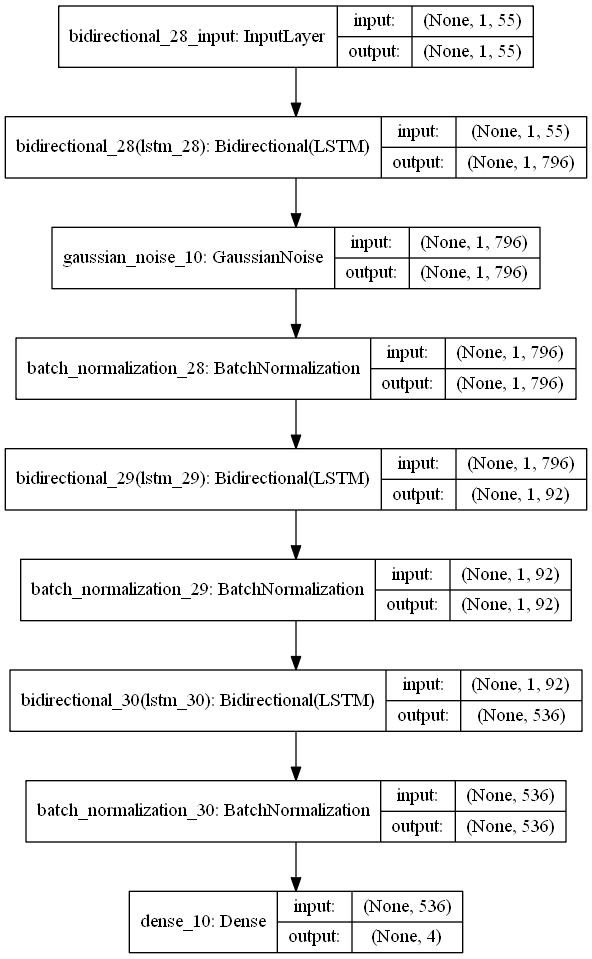 bidirectional_28_input: InputLayer
input: (None, 1, 55)
output: (None, 1, 55)
bidirectional_28(lstm_28): Bidirectional(LSTM)
input: (None, 1, 55)
output: (None, 1, 796)
gaussian_noise_10: GaussianNoise
input: (None, 1, 796)
output: (None, 1, 796)
batch_normalization_28: BatchNormalization
input: (None, 1, 796)
output: (None, 1, 796)
bidirectional_29(lstm_29): Bidirectional(LSTM)
input: (None, 1, 796)
output: (None, 1, 92)
batch_normalization_29: BatchNormalization
input: (None, 1, 92)
output: (None, 1, 92)
bidirectional_30(lstm_30): Bidirectional(LSTM)
input: (None, 1, 92)
output: (None, 536)
batch_normalization_30: BatchNormalization
input: (None, 536)
output: (None, 536)
dense_10: Dense
input: (None, 536)
output: (None, 4)